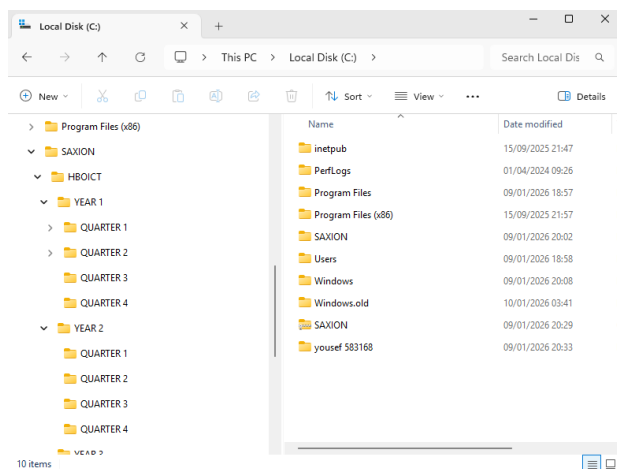 Local Disk (C:)
This PC > Local Disk (C:) >
Search Local Dis
New
Sort
View
Details
Program Files (x86)
SAXION
HBOICT
YEAR 1
QUARTER 1
QUARTER 2
QUARTER 3
QUARTER 4
YEAR 2
QUARTER 1
QUARTER 2
QUARTER 3
QUARTER 4
YEAR 3
Name Date modified
inetpub 15/09/2025 21:47
PerfLogs 01/04/2024 09:26
Program Files 09/01/2026 18:57
Program Files (x86) 15/09/2025 21:57
SAXION 09/01/2026 20:02
Users 09/01/2026 18:58
Windows 09/01/2026 20:08
Windows.old 10/01/2026 03:41
SAXION 09/01/2026 20:29
yousef 583168 09/01/2026 20:33
10 items